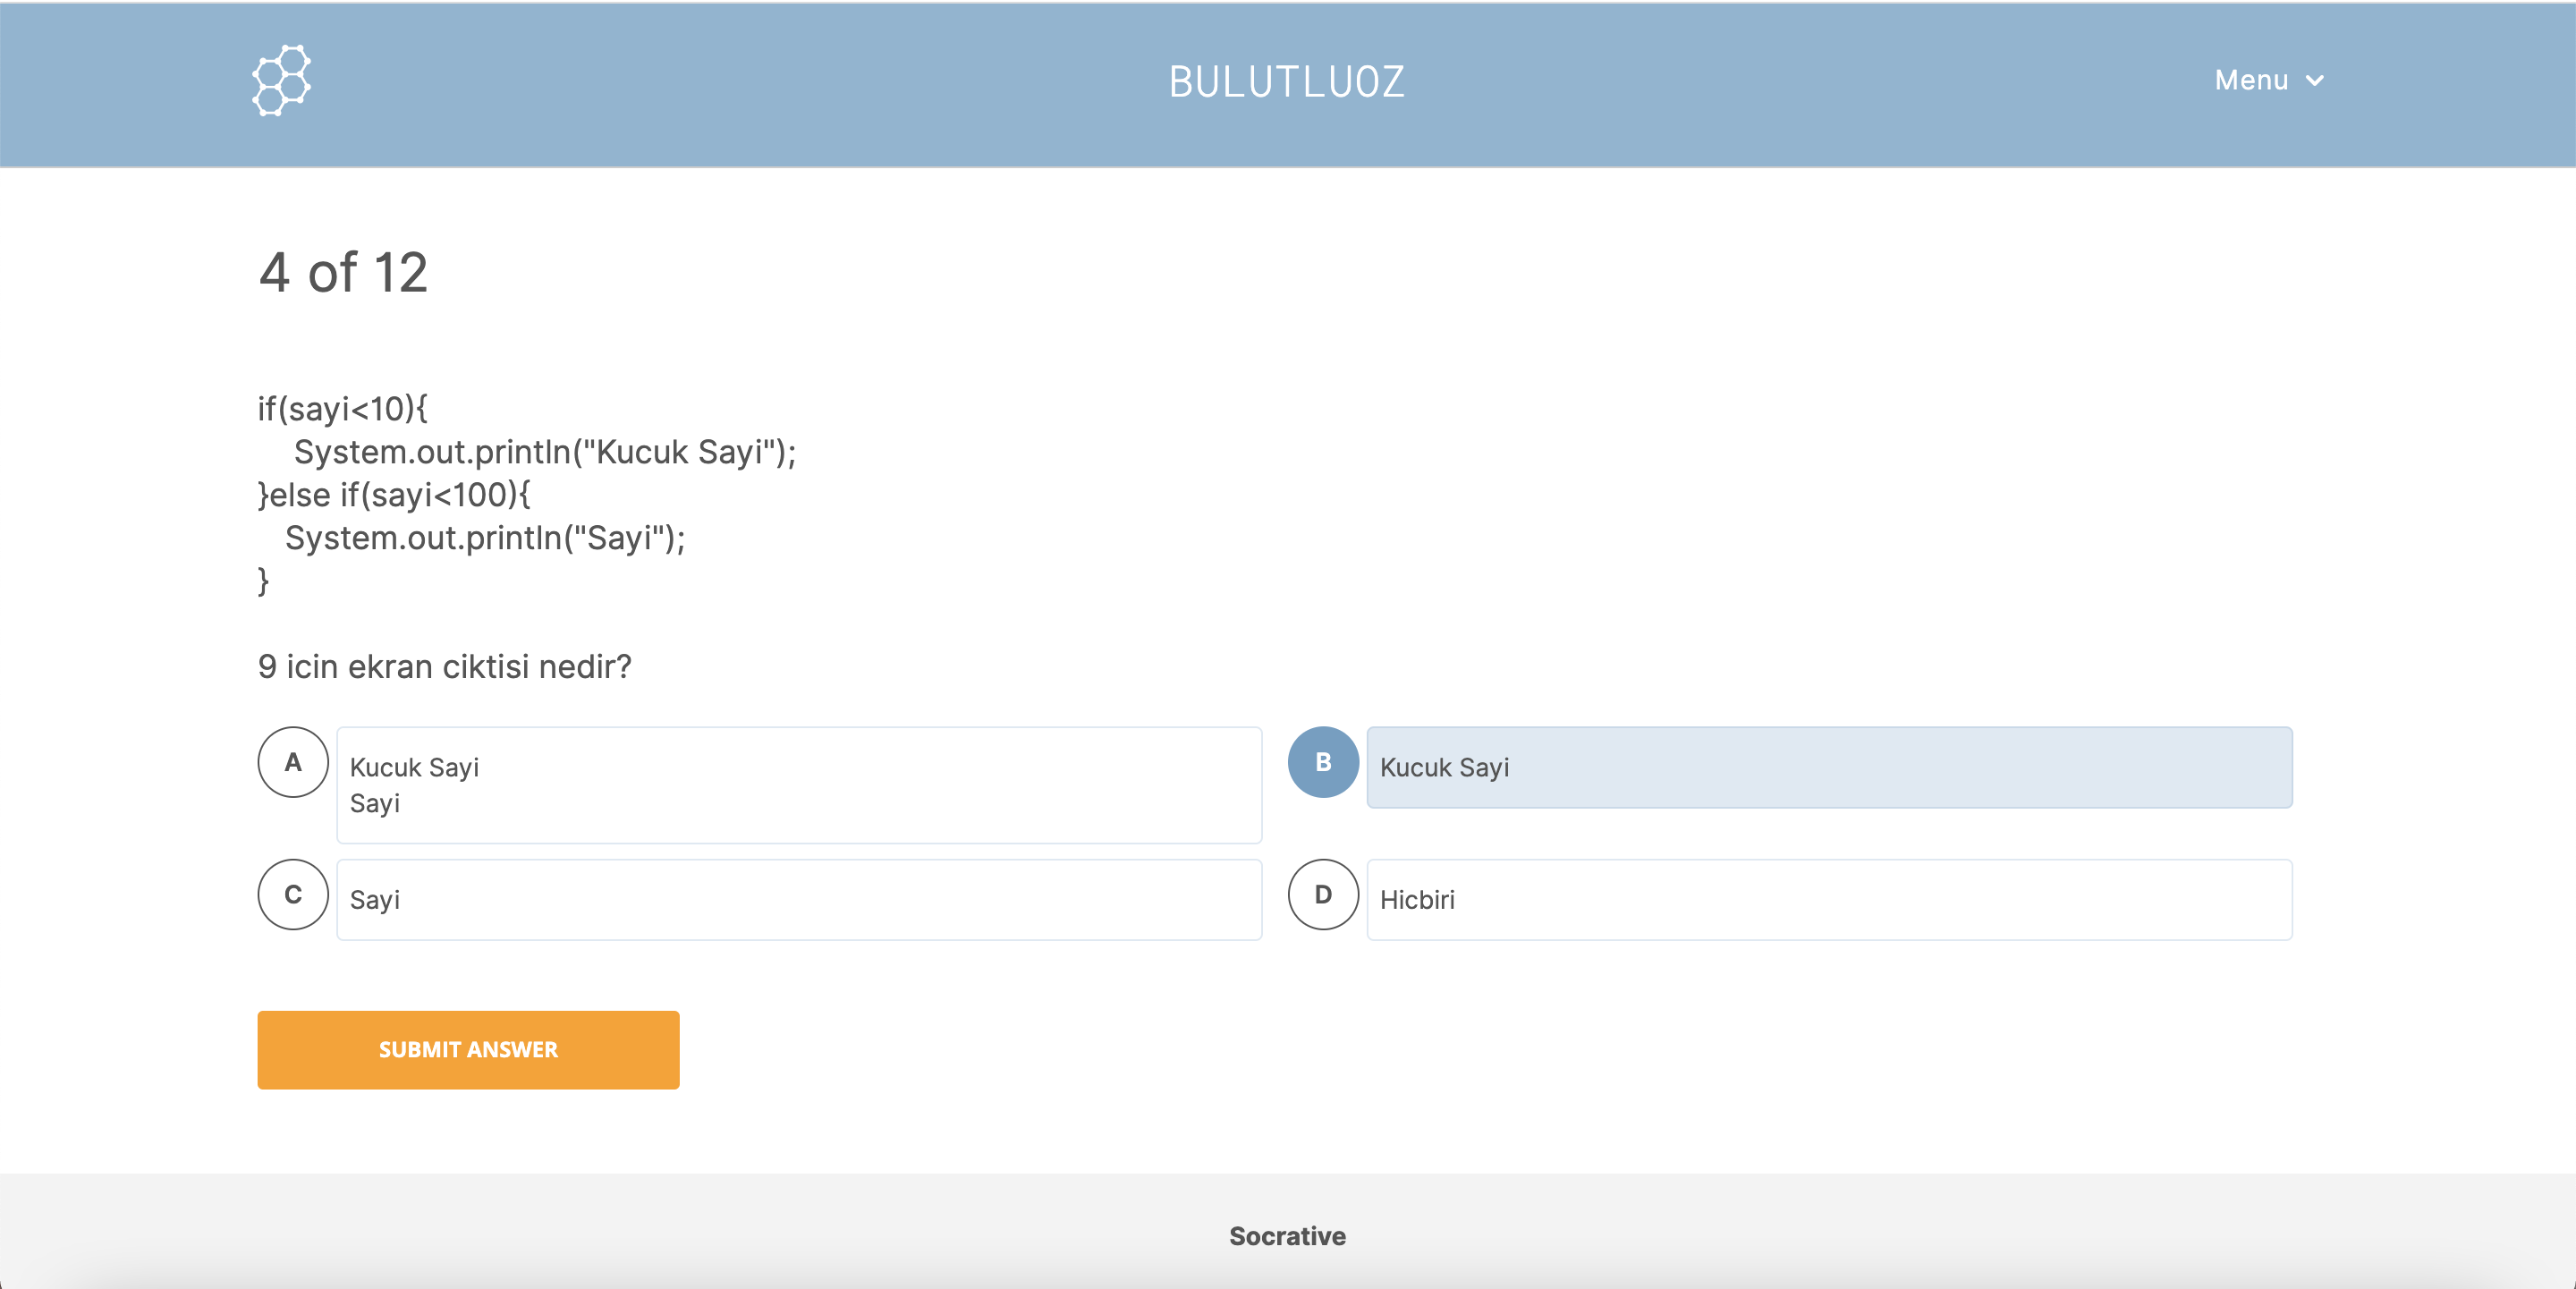 BULUTLUOZ
Menu
4 of 12
if(sayi<10){
System.out.println("Kucuk Sayi");
}else if(sayi<100){
System.out.println("Sayi");
}
9 icin ekran ciktisi nedir?
A
Kucuk Sayi
Sayi
B
Kucuk Sayi
C
Sayi
D
Hicbiri
SUBMIT ANSWER
Socrative